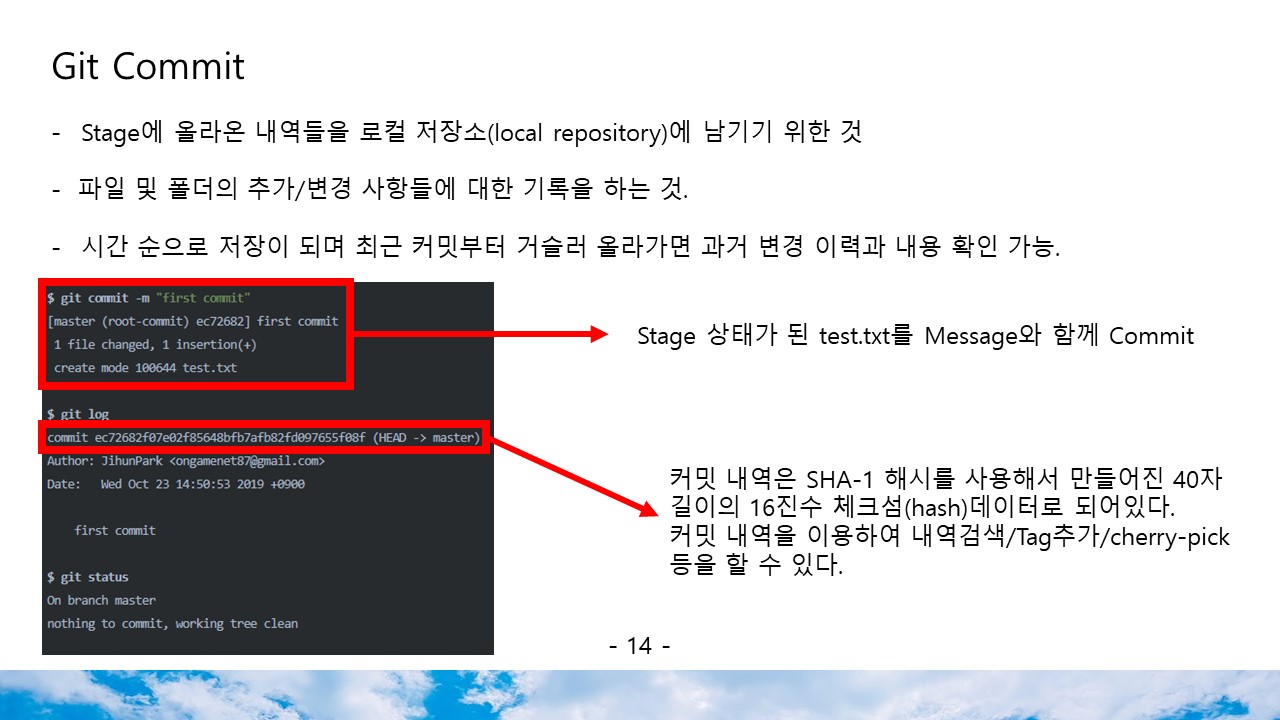 Git Commit
- Stage에 올라온 내역들을 로컬 저장소(local repository)에 남기기 위한 것
- 파일 및 폴더의 추가/변경 사항들에 대한 기록을 하는 것.
- 시간 순으로 저장이 되며 최근 커밋부터 거슬러 올라가면 과거 변경 이력과 내용 확인 가능.
$ git commit -m "first commit"
[master (root-commit) ec72682] first commit
1 file changed, 1 insertion(+)
create mode 100644 test.txt
Stage 상태가 된 test.txt를 Message와 함께 Commit
$ git log
commit ec72682f07e02f85648bfb7afb82fd097655f08f (HEAD -> master)
Author: JihunPark <ongamenet87@gmail.com>
Date: Wed Oct 23 14:50:53 2019 +0900
first commit
커밋 내역은 SHA-1 해시를 사용해서 만들어진 40자
길이의 16진수 체크섬(hash)데이터로 되어있다.
커밋 내역을 이용하여 내역검색/Tag추가/cherry-pick
등을 할 수 있다.
$ git status
On branch master
nothing to commit, working tree clean
- 14 -